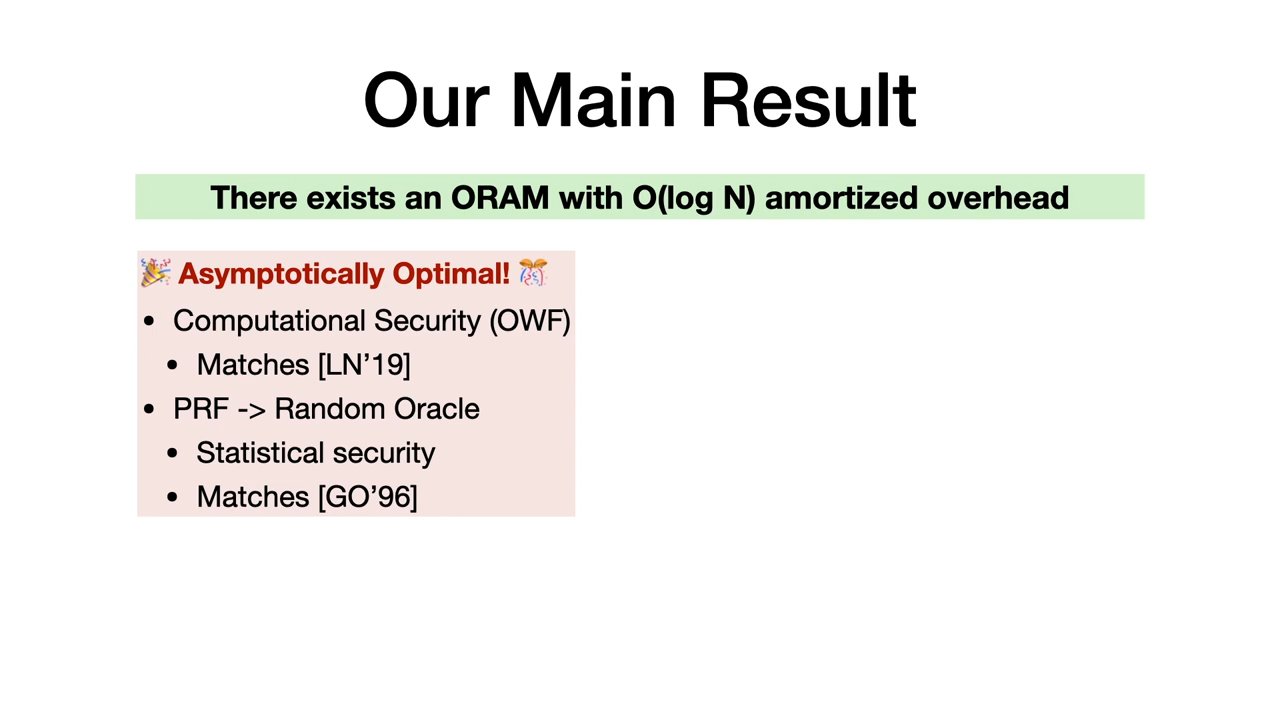 Our Main Result
There exists an ORAM with O(log N) amortized overhead
🎉 Asymptotically Optimal! 🎊
• Computational Security (OWF)
• Matches [LN’19]
• PRF -> Random Oracle
• Statistical security
• Matches [GO’96]